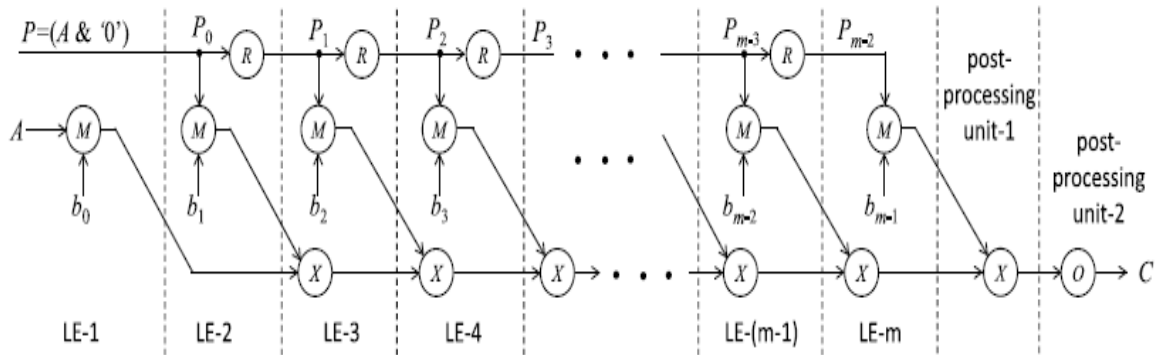 P=(A & ‘0’) P₀ R P₁ R P₂ R P₃ • • • Pₘ₌₃ R Pₘ₌₂
post-
processing
unit-1
A M M M M • • • M M
post-
processing
unit-2
b₀ b₁ b₂ b₃ bₘ₌₂ bₘ₌₁
X X X • • • X X X O C
LE-1 LE-2 LE-3 LE-4 LE-(m-1) LE-m